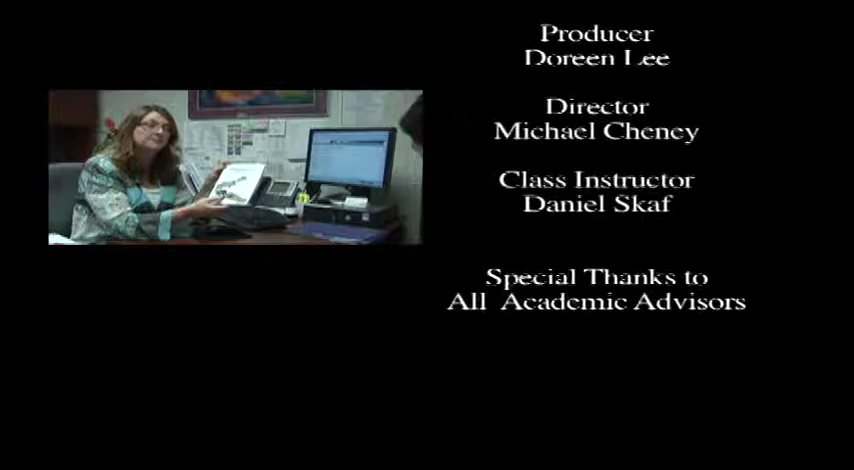 Producer
Doreen Lee
Director
Michael Cheney
Class Instructor
Daniel Skaf
Special Thanks to
All Academic Advisors